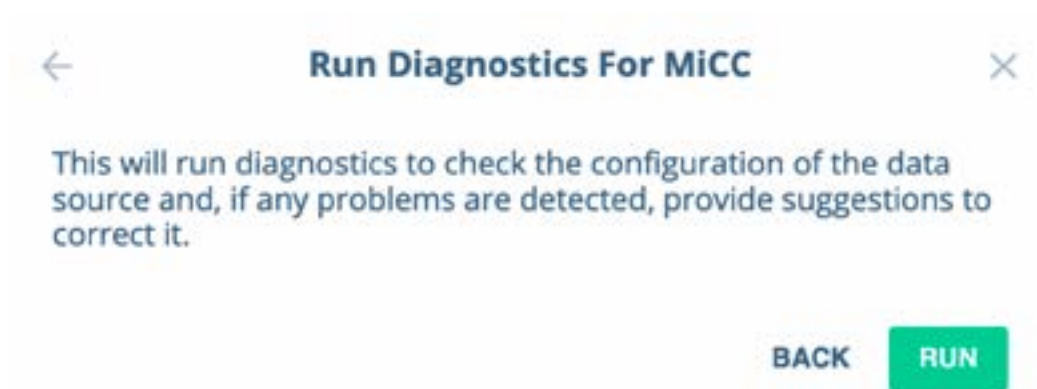 Run Diagnostics For MiCC
This will run diagnostics to check the configuration of the data
source and, if any problems are detected, provide suggestions to
correct it.
BACK RUN